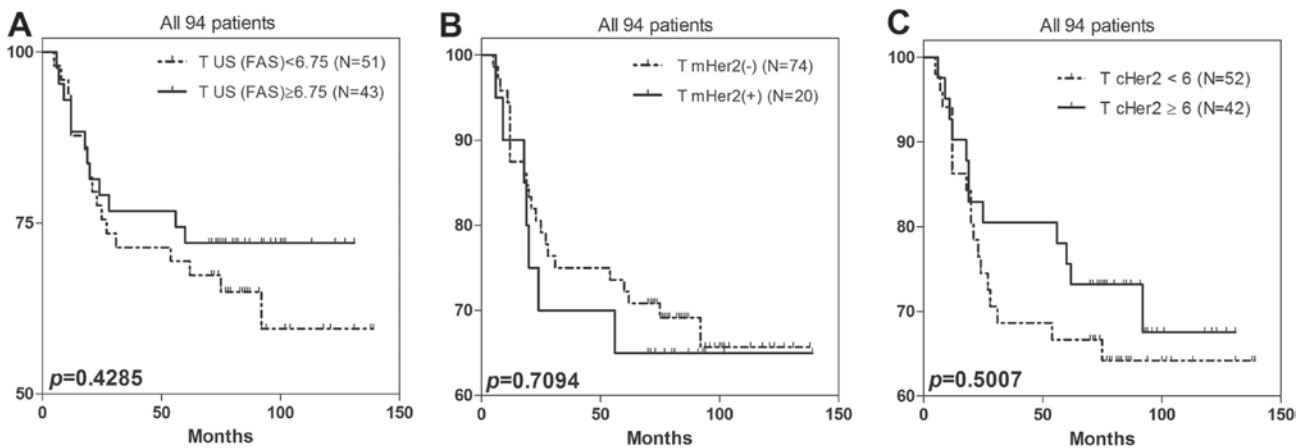 A
All 94 patients
T US (FAS)<6.75 (N=51)
T US (FAS)≥6.75 (N=43)
100
75
50
p=0.4285
0
50
100
150
Months
B
All 94 patients
T mHer2(-) (N=74)
T mHer2(+) (N=20)
100
90
80
70
60
p=0.7094
0
50
100
150
Months
C
All 94 patients
T cHer2 < 6 (N=52)
T cHer2 ≥ 6 (N=42)
100
90
80
70
60
p=0.5007
0
50
100
150
Months